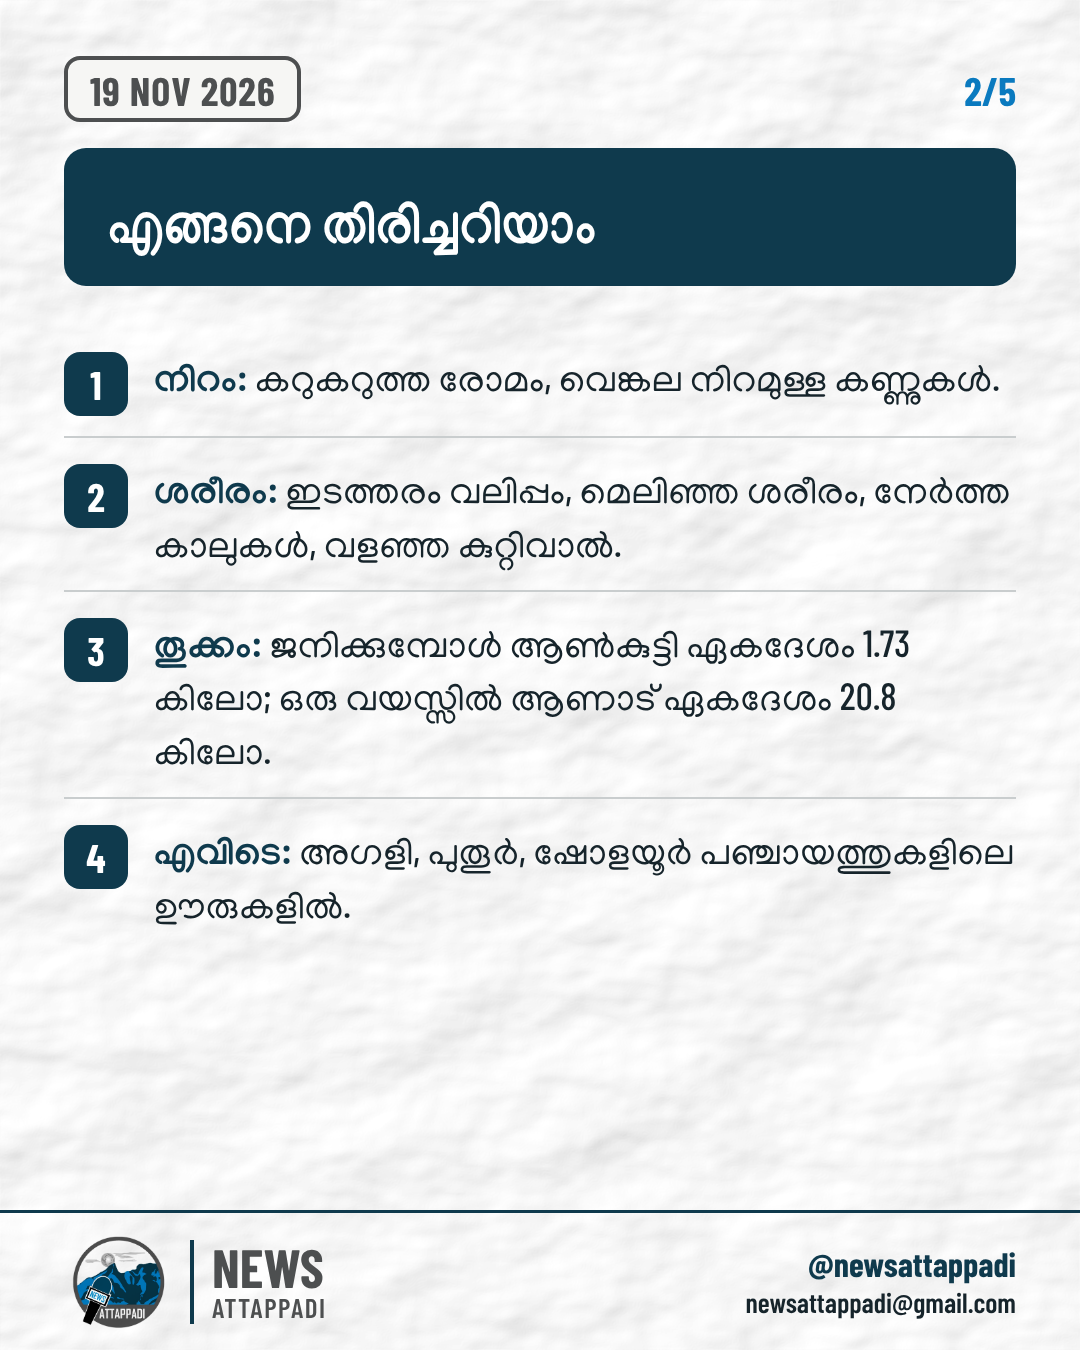 19 NOV 2026
2/5
എങ്ങനെ തിരിച്ചറിയാം
1
നിറം: കറുകറുത്ത രോമം, വെങ്കല നിറമുള്ള കണ്ണുകൾ.
2
ശരീരം: ഇടത്തരം വലിപ്പം, മെലിഞ്ഞ ശരീരം, നേർത്ത
കാലുകൾ, വളഞ്ഞ കുറ്റിവാൽ.
3
തൂക്കം: ജനിക്കുമ്പോൾ ആൺകുട്ടി ഏകദേശം 1.73
കിലോ; ഒരു വയസ്സിൽ ആണാട് ഏകദേശം 20.8
കിലോ.
4
എവിടെ: അഗളി, പുതൂർ, ഷോളയൂർ പഞ്ചായത്തുകളിലെ
ഊരുകളിൽ.
NEWS
ATTAPPADI
NEWS
ATTAPPADI
@newsattappadi
newsattappadi@gmail.com